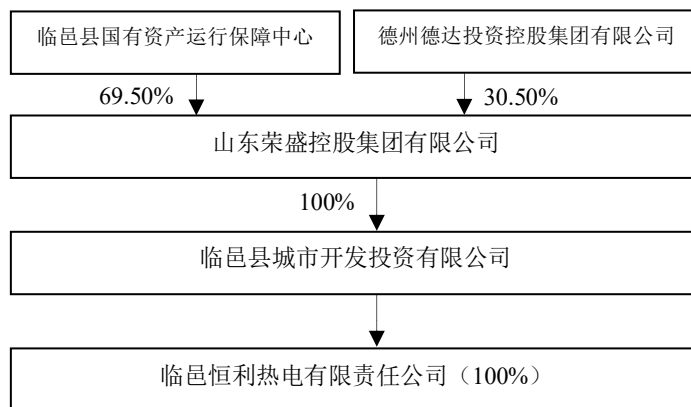 临邑县国有资产运行保障中心
德州德达投资控股集团有限公司
69.50%
30.50%
山东荣盛控股集团有限公司
100%
临邑县城市开发投资有限公司
临邑恒利热电有限责任公司（100%）